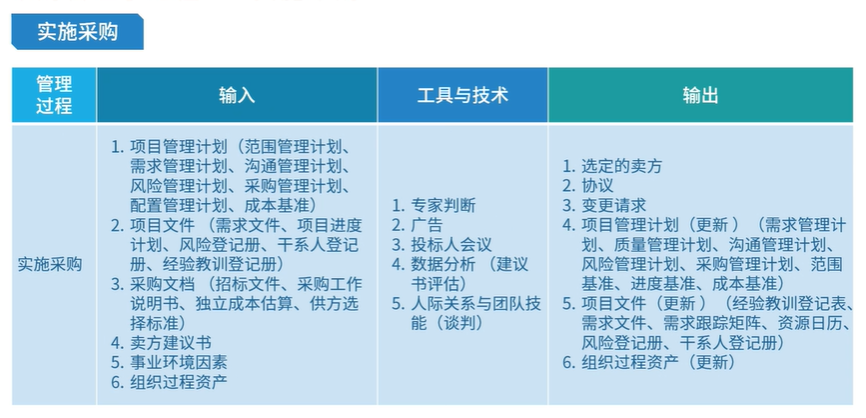 实施采购
管理
过程
输入
工具与技术
输出
实施采购
1. 项目管理计划（范围管理计划、
需求管理计划、沟通管理计划、
风险管理计划、采购管理计划、
配置管理计划、成本基准）
2. 项目文件 （需求文件、项目进度
计划、风险登记册、干系人登记
册、经验教训登记册）
3. 采购文档 （招标文件、采购工作
说明书、独立成本估算、供方选
择标准）
4. 卖方建议书
5. 事业环境因素
6. 组织过程资产
1. 专家判断
2. 广告
3. 投标人会议
4. 数据分析 （建议
书评估）
5. 人际关系与团队技
能（谈判）
1. 选定的卖方
2. 协议
3. 变更请求
4. 项目管理计划（更新 ）（需求管理计
划、质量管理计划、沟通管理计划、
风险管理计划、采购管理计划、范围
基准、进度基准、成本基准）
5. 项目文件（更新 ）（经验教训登记表、
需求文件、需求跟踪矩阵、资源日历、
风险登记册、干系人登记册）
6. 组织过程资产（更新）